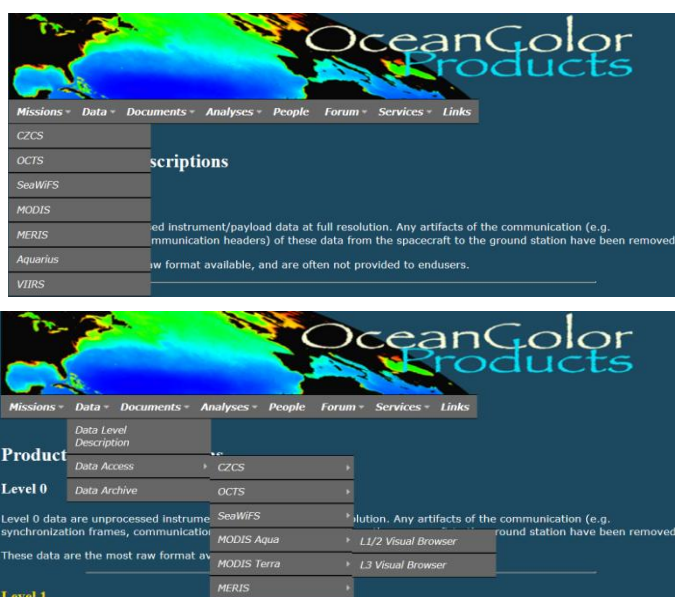 OceanColor
Products
Missions Data Documents Analyses People Forum Services Links
CZCS
OCTS
SeaWiFS
MODIS
MERIS
Aquarius
VIIRS
scriptions
sed instrument/payload data at full resolution. Any artifacts of the communication (e.g.
mmunication headers) of these data from the spacecraft to the ground station have been removed
w format available, and are often not provided to endusers.
OceanColor
Products
Missions Data Documents Analyses People Forum Services Links
Data Level
Description
Data Access
Data Archive
CZCS
OCTS
SeaWiFS
MODIS Aqua
MODIS Terra
MERIS
L1/2 Visual Browser
L3 Visual Browser
Product
Level 0
Level 0 data are unprocessed instrume lution. Any artifacts of the communication (e.g.
synchronization frames, communication round station have been removed
These data are the most raw format av
Level 1